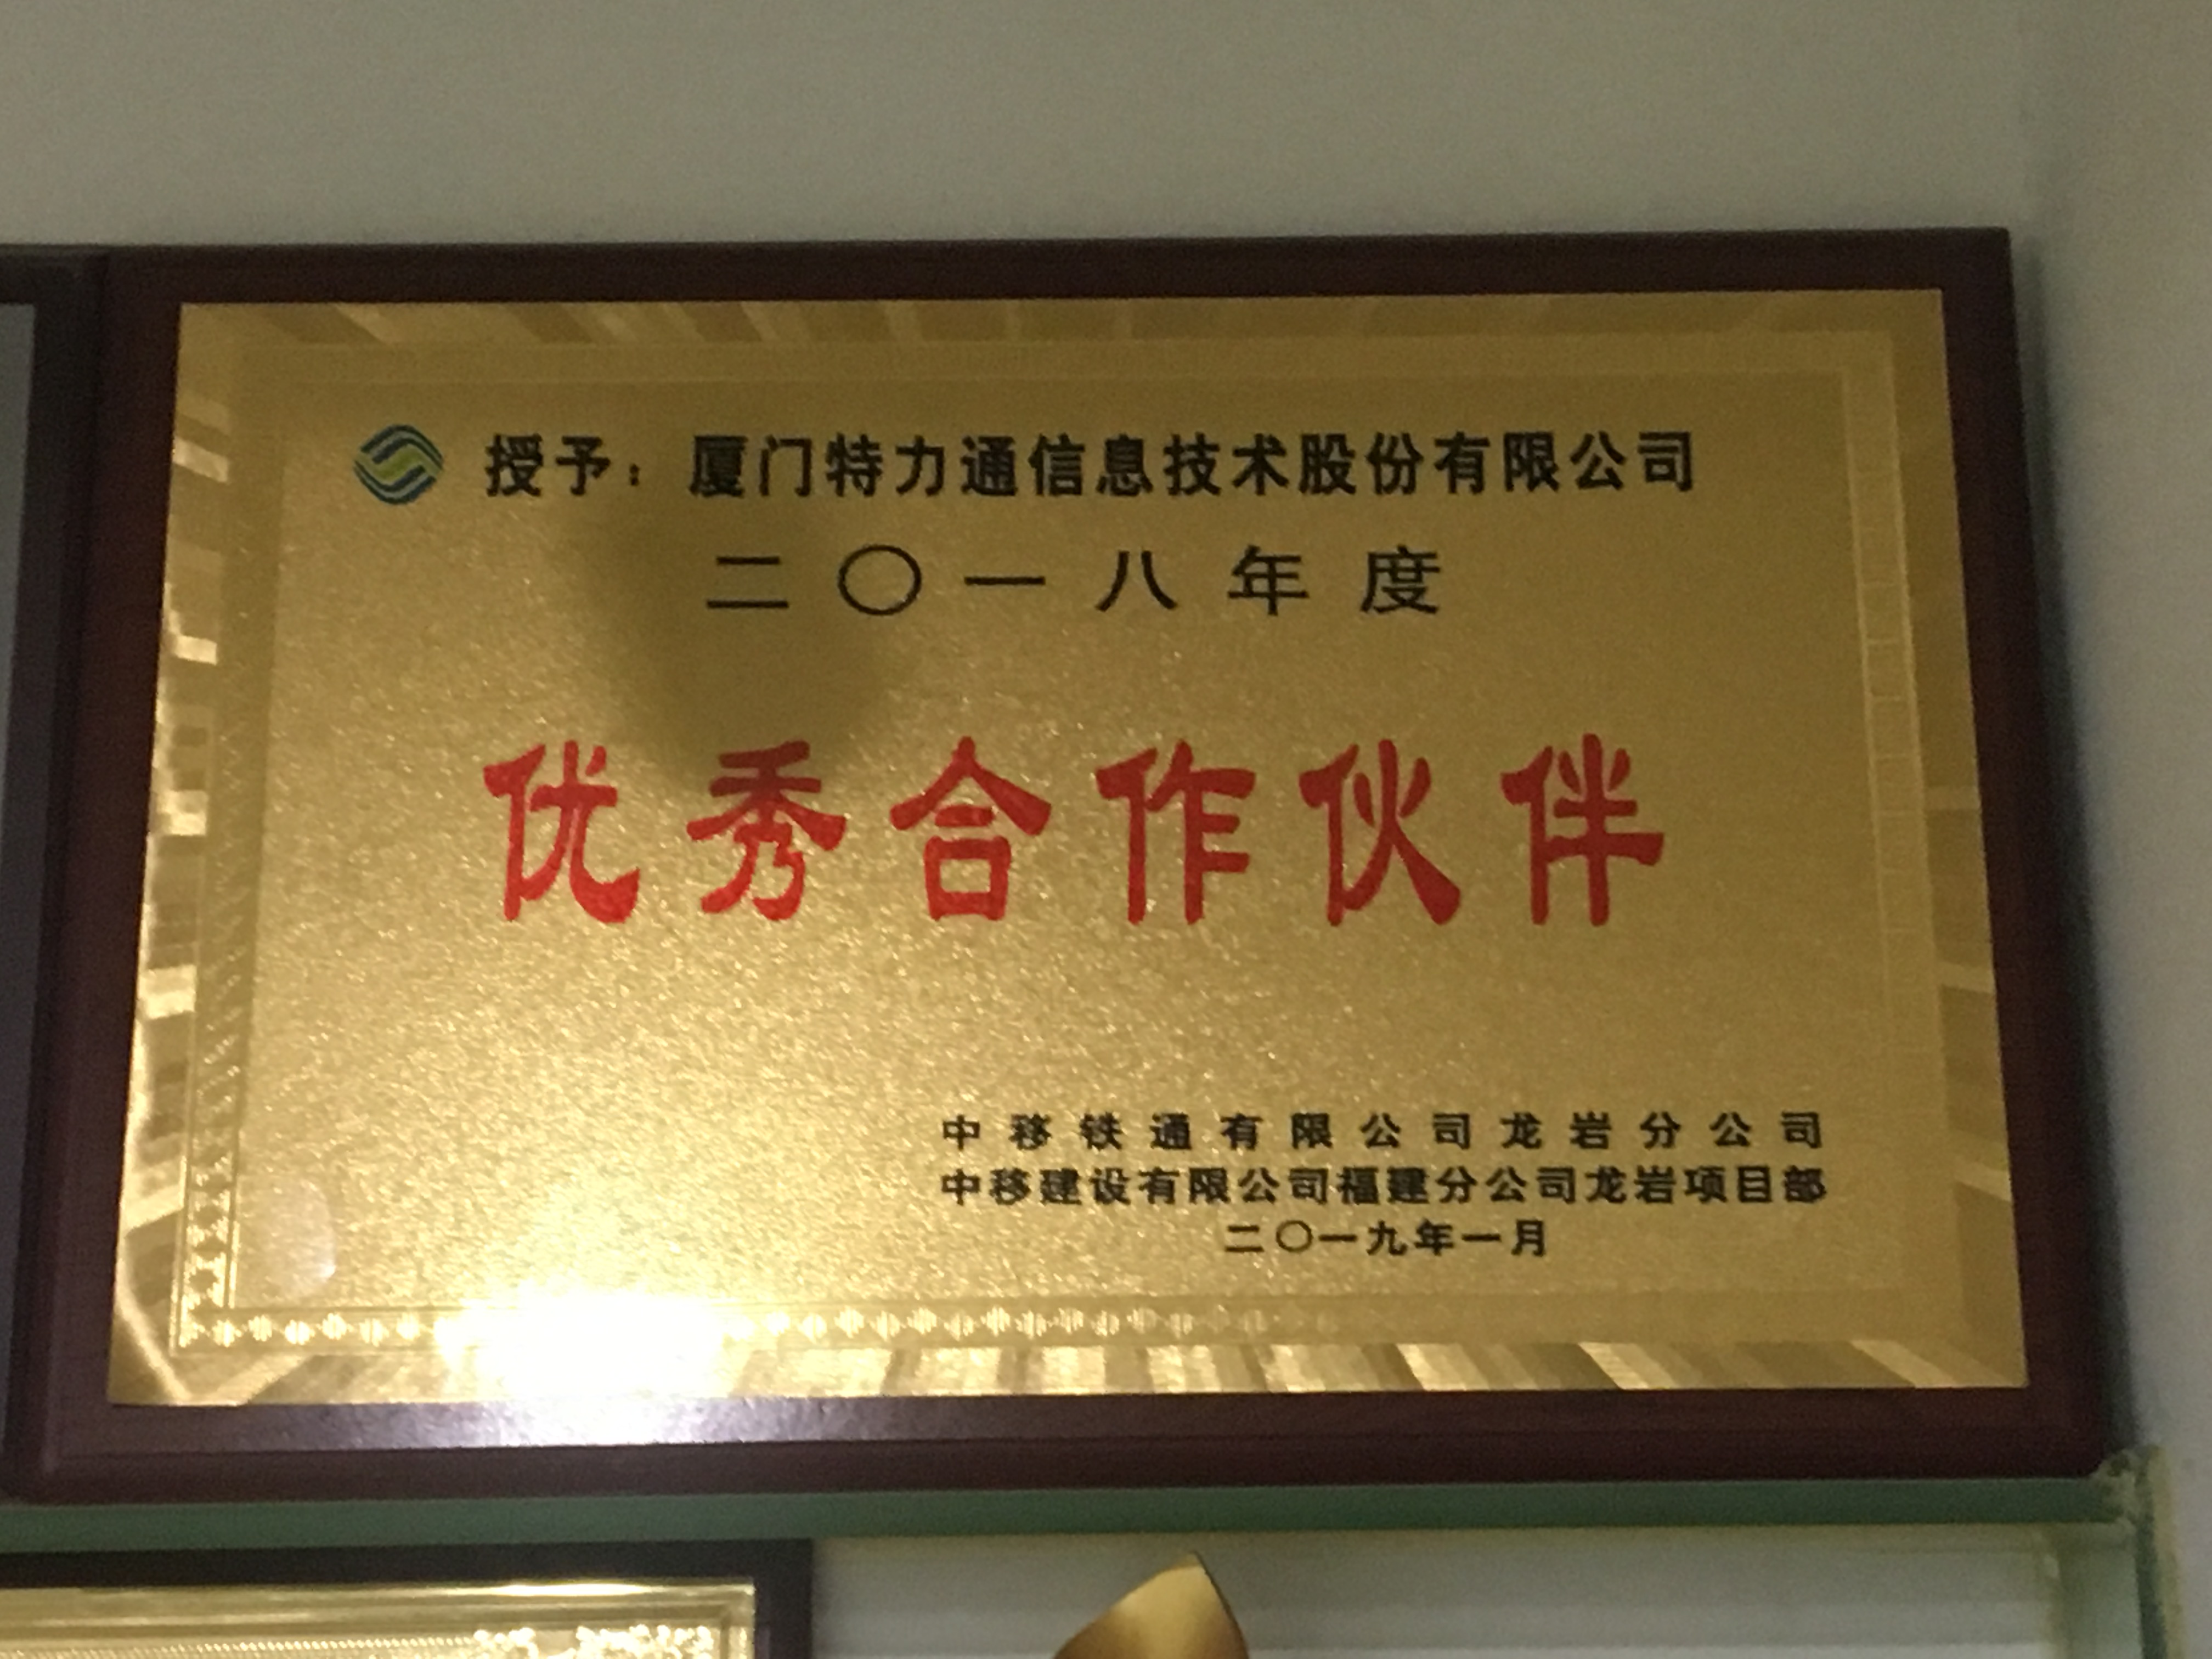 授予：厦门特力通信息技术股份有限公司
二〇一八年度
优秀合作伙伴
中移铁通有限公司龙岩分公司
中移建设有限公司福建分公司龙岩项目部
二〇一九年一月